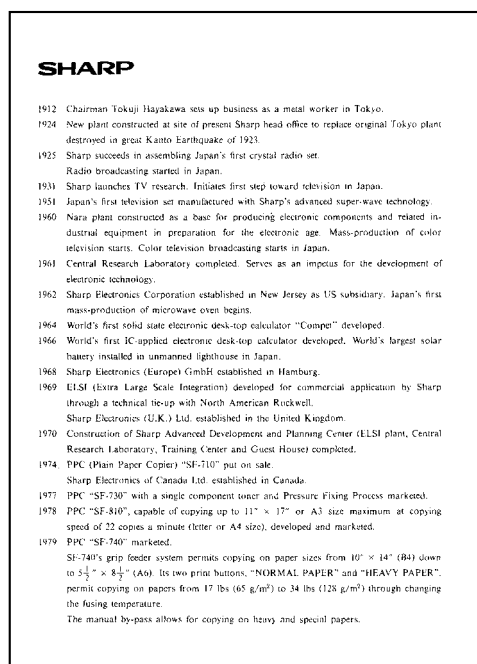 SHARP
1912 Chairman Tokuji Hayakawa sets up business as a metal worker in Tokyo.
1924 New plant constructed at site of present Sharp head office to replace original Tokyo plant
destroyed in great Kanto Earthquake of 1923.
1925 Sharp succeeds in assembling Japan's first crystal radio set.
Radio broadcasting started in Japan.
1931 Sharp launches TV research. Initiates first step toward television in Japan.
1951 Japan's first television set manufactured with Sharp's advanced super-wave technology.
1960 Nara plant constructed as a base for producing electronic components and related in-
dustrial equipment in preparation for the electronic age. Mass-production of color
television starts. Color television broadcasting starts in Japan.
1961 Central Research Laboratory completed. Serves as an impetus for the development of
electronic technology.
1962 Sharp Electronics Corporation established in New Jersey as US subsidiary. Japan's first
mass-production of microwave oven begins.
1964 World's first solid state electronic desk-top calculator "Compet" developed.
1966 World's first IC-applied electronic desk-top calculator developed. World's largest solar
battery installed in unmanned lighthouse in Japan.
1968 Sharp Electronics (Europe) GmbH established in Hamburg.
1969 ELSI (Extra Large Scale Integration) developed for commercial application by Sharp
through a technical tie-up with North American Rockwell.
Sharp Electronics (U.K.) Ltd. established in the United Kingdom.
1970 Construction of Sharp Advanced Development and Planning Center (ELSI plant, Central
Research Laboratory, Training Center and Guest House) completed.
1974 PPC (Plain Paper Copier) "SF-710" put on sale.
Sharp Electronics of Canada Ltd. established in Canada.
1977 PPC "SF-730" with a single component toner and Pressure Fixing Process marketed.
1978 PPC "SF-810", capable of copying up to 11" × 17" or A3 size maximum at copying
speed of 22 copies a minute (letter or A4 size), developed and marketed.
1979 PPC "SF-740" marketed.
SF-740's grip feeder system permits copying on paper sizes from 10" × 14" (B4) down
to 5 1/2" × 8 1/2" (A6). Its two print buttons, "NORMAL PAPER" and "HEAVY PAPER",
permit copying on papers from 17 lbs (65 g/m²) to 34 lbs (128 g/m²) through changing
the fusing temperature.
The manual by-pass allows for copying on heavy and special papers.